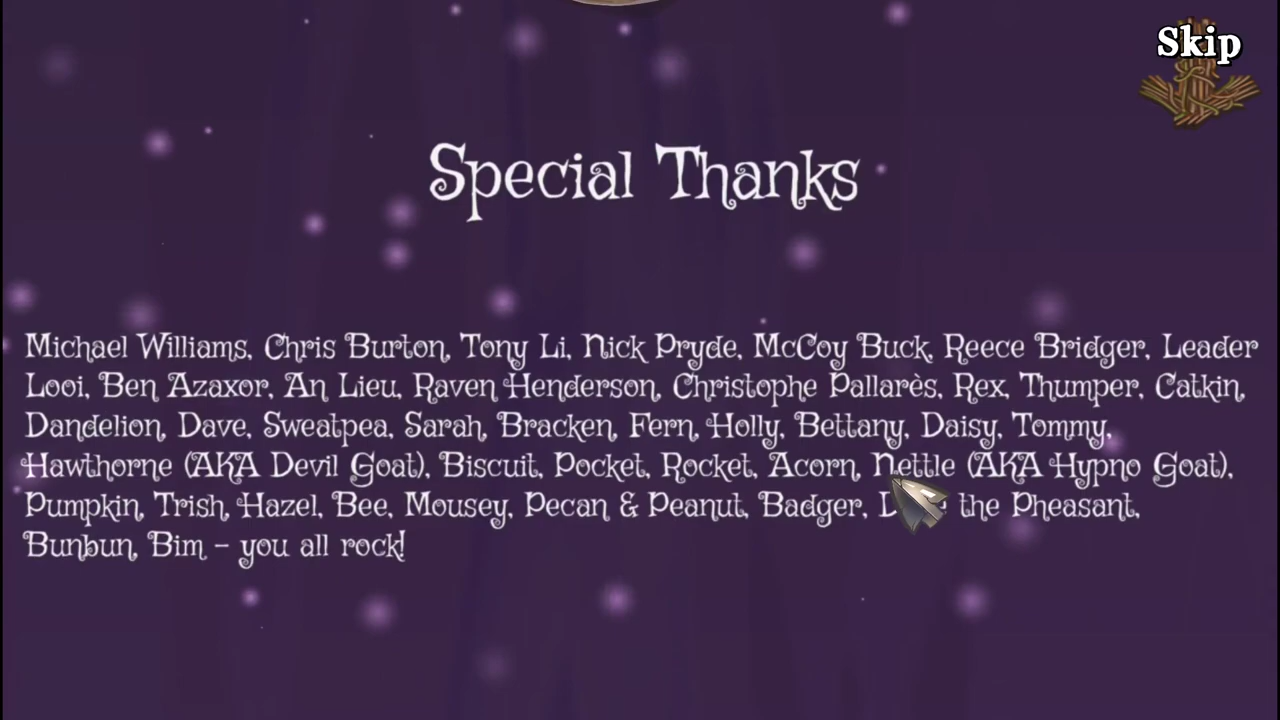 Skip
Special Thanks
Michael Williams, Chris Burton, Tony Li, Nick Pryde, McCoy Buck, Reece Bridger, Leader
Looi, Ben Azaxor, An Lieu, Raven Henderson, Christophe Pallarès, Rex, Thumper, Catkin,
Dandelion, Dave, Sweatpea, Sarah, Bracken, Fern, Holly, Bettany, Daisy, Tommy,
Hawthorne (AKA Devil Goat), Biscuit, Pocket, Rocket, Acorn, Nettle (AKA Hypno Goat),
Pumpkin, Trish, Hazel, Bee, Mousey, Pecan & Peanut, Badger, the Pheasant,
Bunbun, Bim - you all rock!